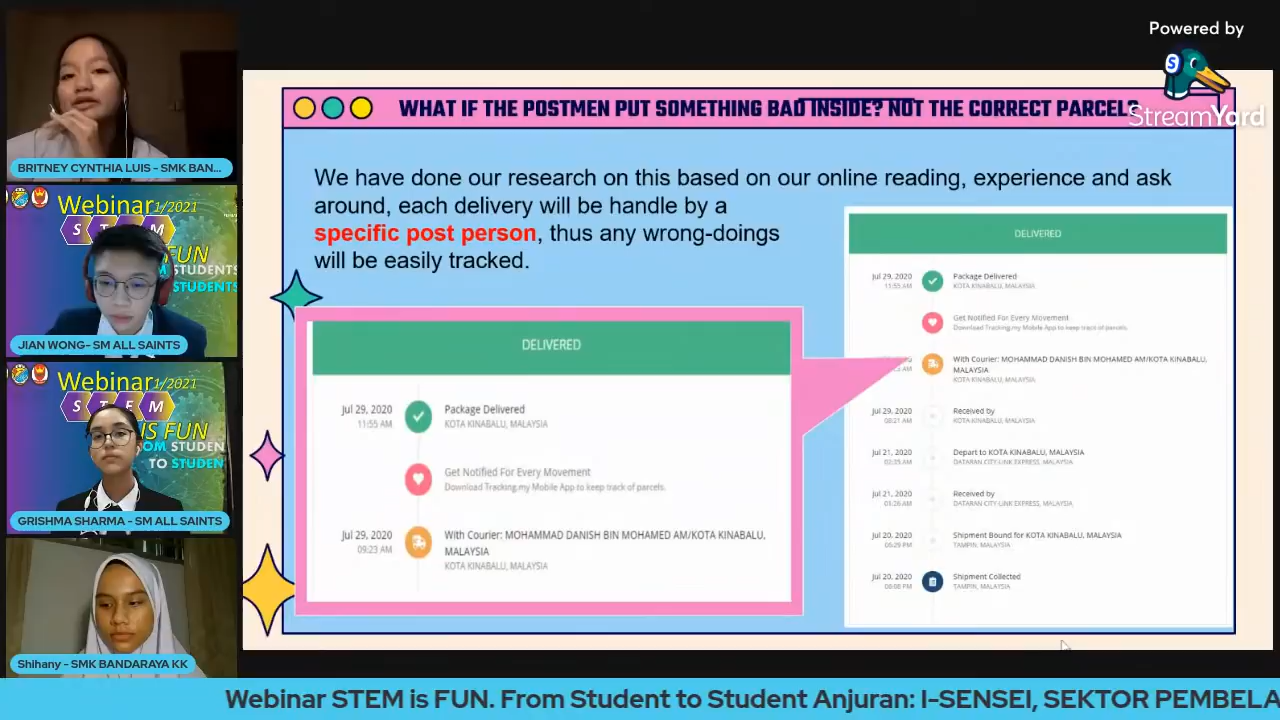 Powered by
StreamYard
WHAT IF THE POSTMEN PUT SOMETHING BAD INSIDE? NOT THE CORRECT PARCEL?
We have done our research on this based on our online reading, experience and ask
around, each delivery will be handle by a
specific post person, thus any wrong-doings
will be easily tracked.
DELIVERED
Jul 29, 2020
11:55 AM
Package Delivered
KOTA KINABALU, MALAYSIA
Get Notified For Every Movement
Download Tracking.my Mobile App to keep track of parcels.
Jul 29, 2020
09:23 AM
With Courier: MOHAMMAD DANISH BIN MOHAMED AM/KOTA KINABALU,
MALAYSIA
KOTA KINABALU, MALAYSIA
DELIVERED
Jul 29, 2020
11:55 AM
Package Delivered
KOTA KINABALU, MALAYSIA
Get Notified For Every Movement
Download Tracking.my Mobile App to keep track of parcels.
With Courier: MOHAMMAD DANISH BIN MOHAMED AM/KOTA KINABALU,
MALAYSIA
KOTA KINABALU, MALAYSIA
Jul 29, 2020
08:21 AM
Received by
KOTA KINABALU, MALAYSIA
Jul 21, 2020
02:35 AM
Depart to KOTA KINABALU, MALAYSIA
DATARAN CITY-LINK EXPRESS, MALAYSIA
Jul 21, 2020
01:26 AM
Received by
DATARAN CITY-LINK EXPRESS, MALAYSIA
Jul 20, 2020
06:29 PM
Shipment Bound for KOTA KINABALU, MALAYSIA
TAMPIN, MALAYSIA
Jul 20, 2020
Shipment Collected
TAMPIN, MALAYSIA
BRITNEY CYNTHIA LUIS - SMK BAN...
Webinar 1/2021
S T E M
FUN
STUDENTS
STUDENTS
JIAN WONG- SM ALL SAINTS
Webinar 1/2021
S T E M
IS FUN
OM STUDEN
TO STUDEN
GRISHMA SHARMA - SM ALL SAINTS
Shihany - SMK BANDARAYA KK
Webinar STEM is FUN. From Student to Student Anjuran: I-SENSEI, SEKTOR PEMBELA